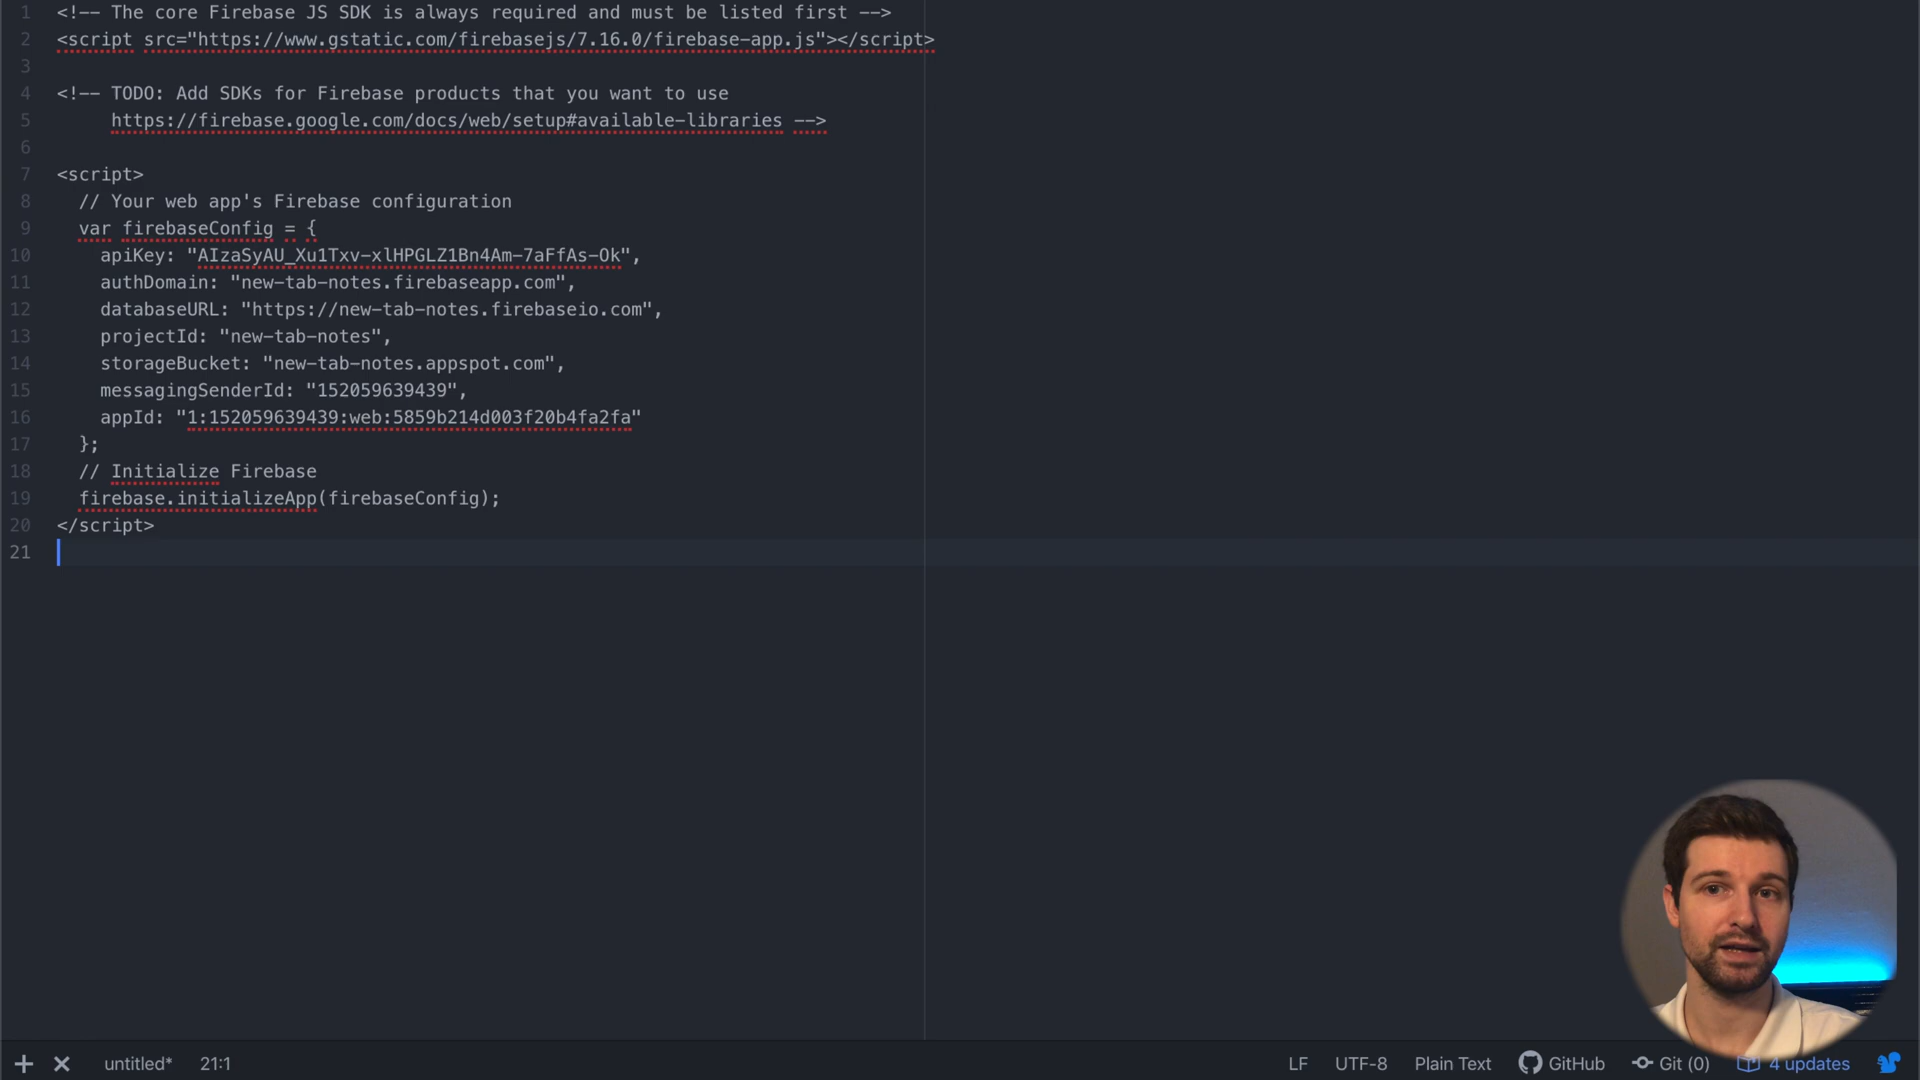 1 <!-- The core Firebase JS SDK is always required and must be listed first -->
2 <script src="https://www.gstatic.com/firebasejs/7.16.0/firebase-app.js"></script>
3
4 <!-- TODO: Add SDKs for Firebase products that you want to use
5 https://firebase.google.com/docs/web/setup#available-libraries -->
6
7 <script>
8 // Your web app's Firebase configuration
9 var firebaseConfig = {
10 apiKey: "AIzaSyAU_Xu1Txv-xlHPGLZ1Bn4Am-7aFfAs-Ok",
11 authDomain: "new-tab-notes.firebaseapp.com",
12 databaseURL: "https://new-tab-notes.firebaseio.com",
13 projectId: "new-tab-notes",
14 storageBucket: "new-tab-notes.appspot.com",
15 messagingSenderId: "152059639439",
16 appId: "1:152059639439:web:5859b214d003f20b4fa2fa"
17 };
18 // Initialize Firebase
19 firebase.initializeApp(firebaseConfig);
20 </script>
21
untitled* 21:1 LF UTF-8 Plain Text GitHub Git (0) 4 updates